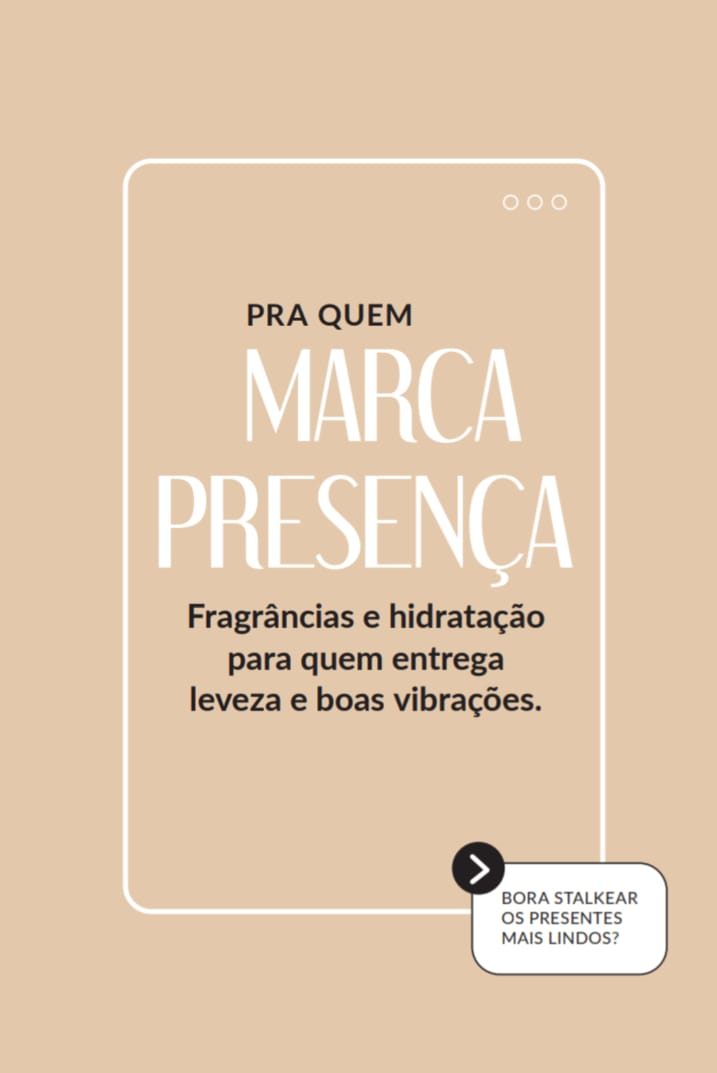 PRA QUEM
MARCA
PRESENÇA
Fragrâncias e hidratação
para quem entrega
leveza e boas vibrações.
BORA STALKEAR
OS PRESENTES
MAIS LINDOS?